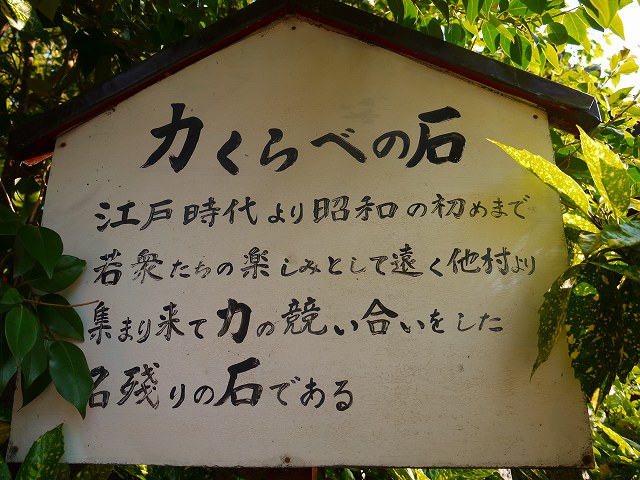 力くらべの石
江戸時代より昭和の初めまで
若衆たちの楽しみとして遠く他村より
集まり来て力の競い合いをした
名残りの石である